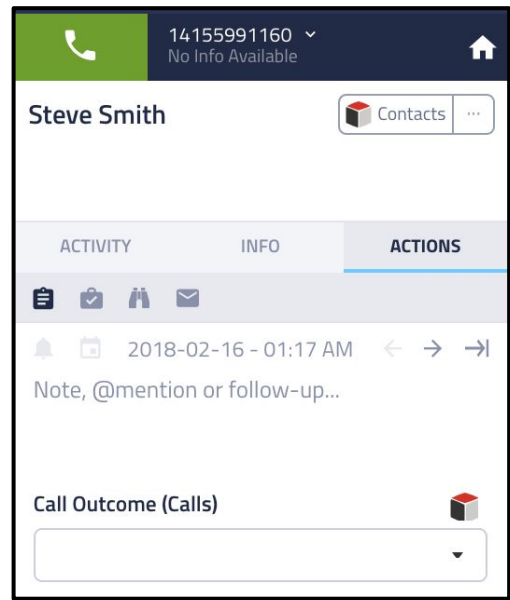 14155991160
No Info Available
Steve Smith
Contacts
ACTIVITY INFO ACTIONS
2018-02-16 - 01:17 AM
Note, @mention or follow-up...
Call Outcome (Calls)